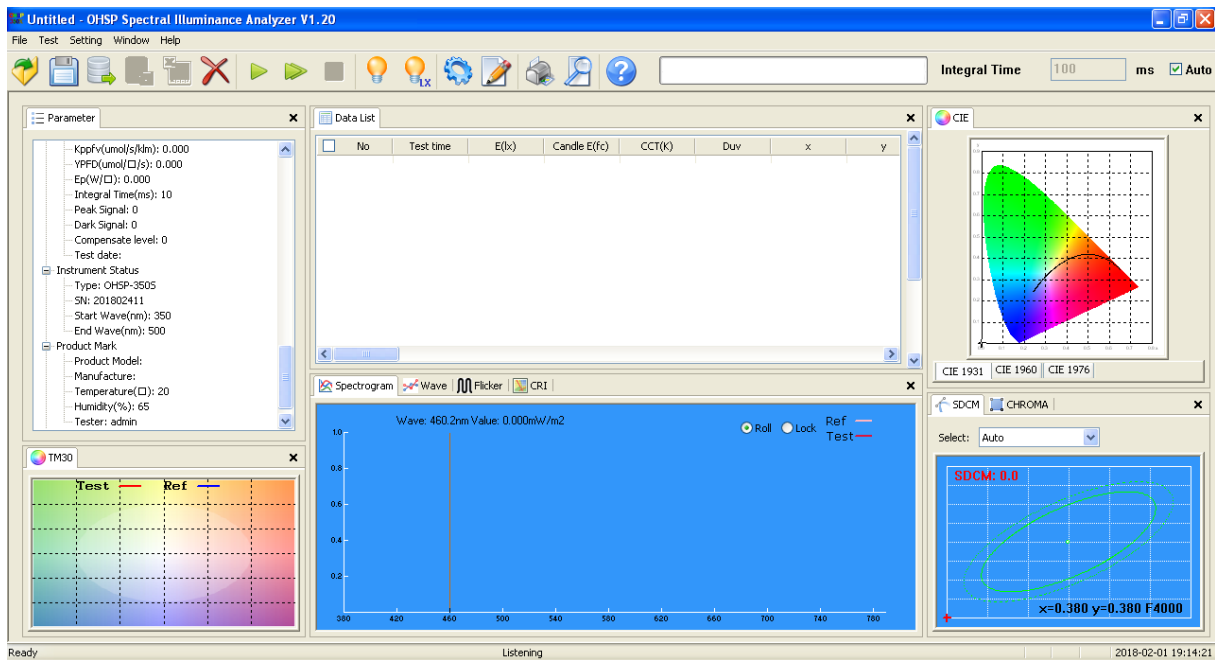 Untitled - OHSP Spectral Illuminance Analyzer V1.20
File Test Setting Window Help
LX
Integral Time 100 ms Auto
Parameter
Kppfv(umol/s/klm): 0.000
YPFD(umol/□/s): 0.000
Ep(W/□): 0.000
Integral Time(ms): 10
Peak Signal: 0
Dark Signal: 0
Compensate level: 0
Test date:
Instrument Status
Type: OHSP-350S
SN: 201802411
Start Wave(nm): 350
End Wave(nm): 500
Product Mark
Product Model:
Manufacture:
Temperature(□): 20
Humidity(%): 65
Tester: admin
TM30
Test Ref
Data List
No Test time E(lx) Candle E(fc) CCT(K) Duv x y
Spectrogram Wave Flicker CRI
Wave: 460.2nm Value: 0.000mW/m2
Roll Lock Ref
Test
1.0
0.8
0.6
0.4
0.2
380 420 460 500 540 580 620 660 700 740 780
CIE
CIE 1931 CIE 1960 CIE 1976
SDCM CHROMA
Select: Auto
SDCM: 0.0
x=0.380 y=0.380 F4000
Ready Listening 2018-02-01 19:14:21